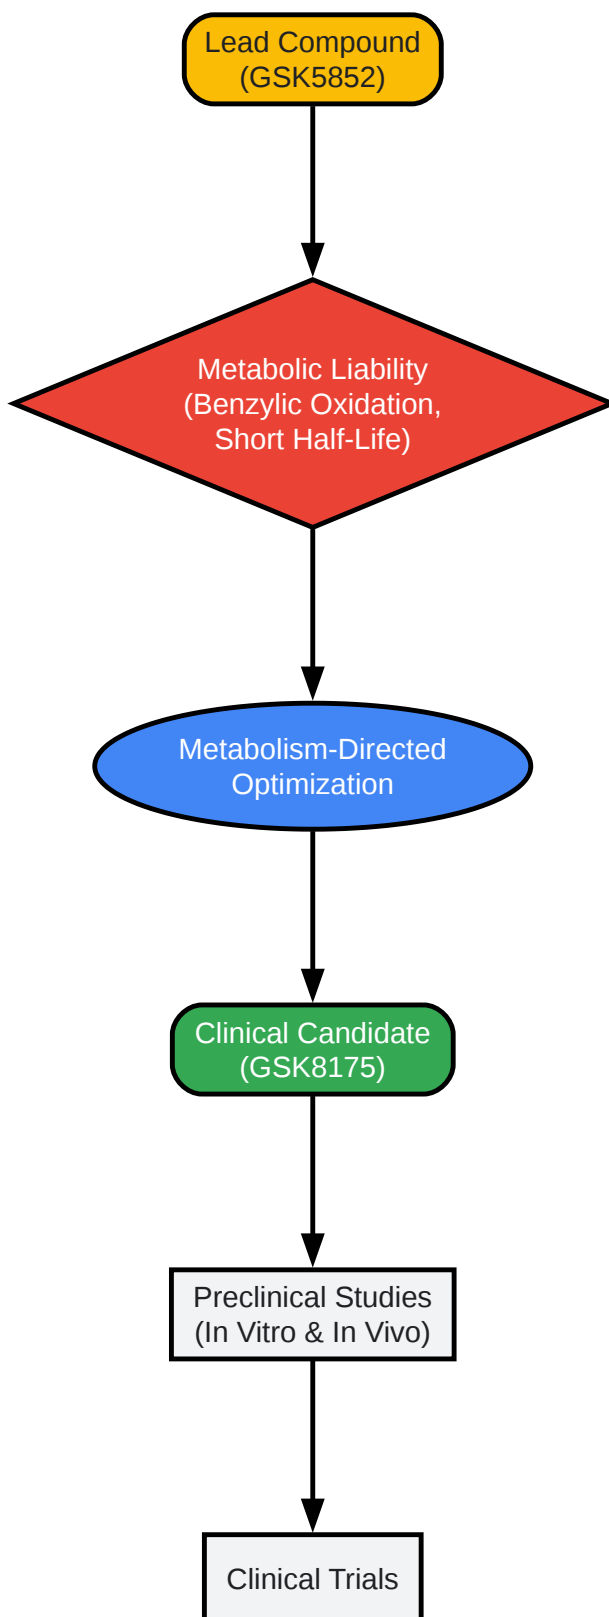 Lead Compound
(GSK5852)
Metabolic Liability
(Benzylic Oxidation,
Short Half-Life)
Metabolism-Directed
Optimization
Clinical Candidate
(GSK8175)
Preclinical Studies
(In Vitro & In Vivo)
Clinical Trials